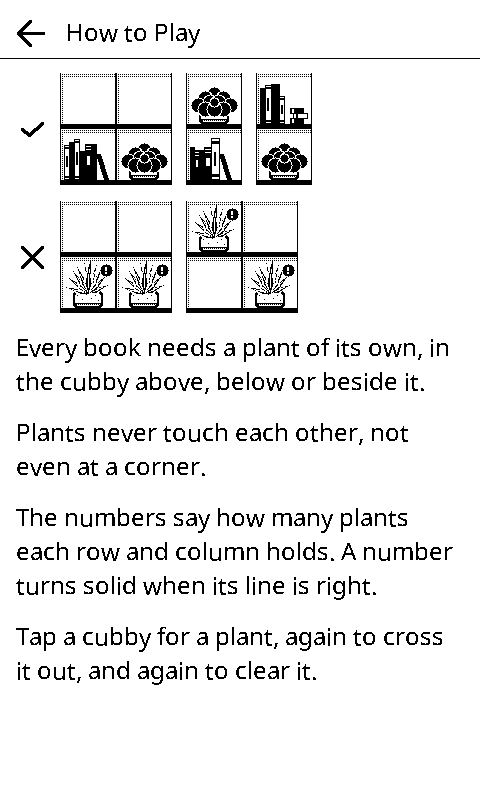 How to Play
Every book needs a plant of its own, in
the cubby above, below or beside it.
Plants never touch each other, not
even at a corner.
The numbers say how many plants
each row and column holds. A number
turns solid when its line is right.
Tap a cubby for a plant, again to cross
it out, and again to clear it.